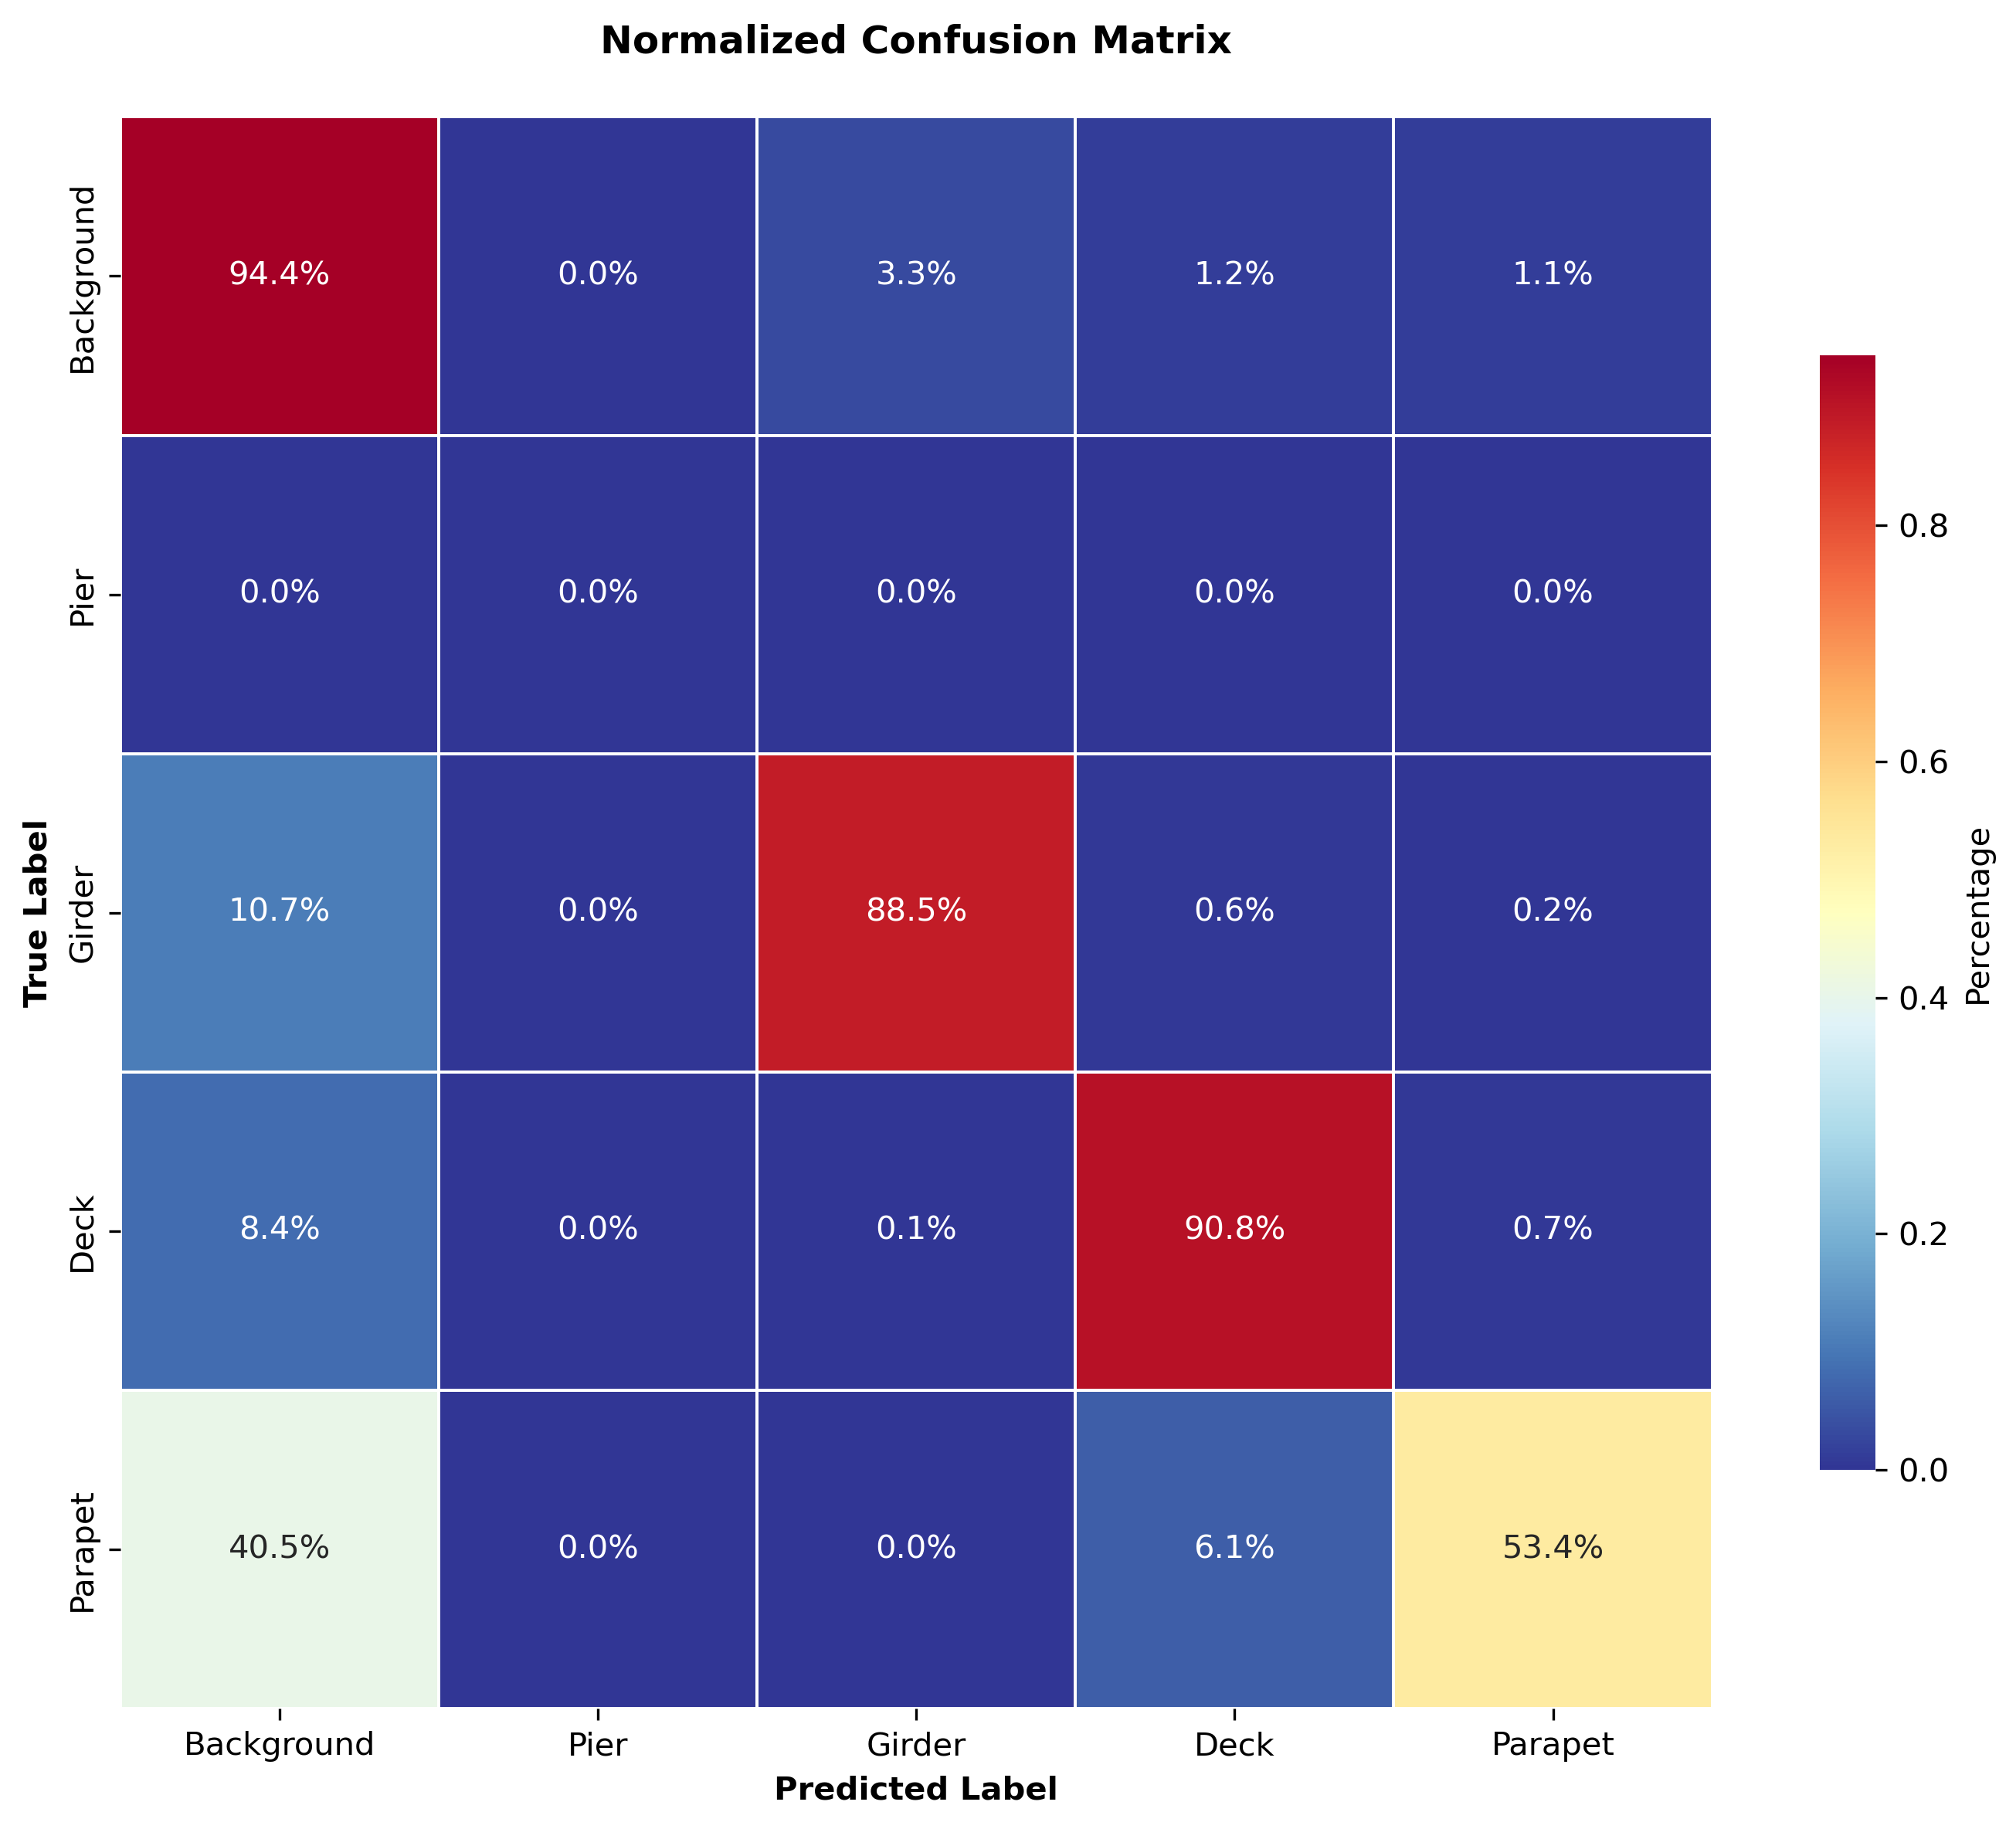 Normalized Confusion Matrix
Background
94.4%
0.0%
3.3%
1.2%
1.1%
Pier
0.0%
0.0%
0.0%
0.0%
0.0%
Girder
10.7%
0.0%
88.5%
0.6%
0.2%
Deck
8.4%
0.0%
0.1%
90.8%
0.7%
Parapet
40.5%
0.0%
0.0%
6.1%
53.4%
True Label
Background
Pier
Girder
Deck
Parapet
Predicted Label
0.8
0.6
0.4
0.2
0.0
Percentage